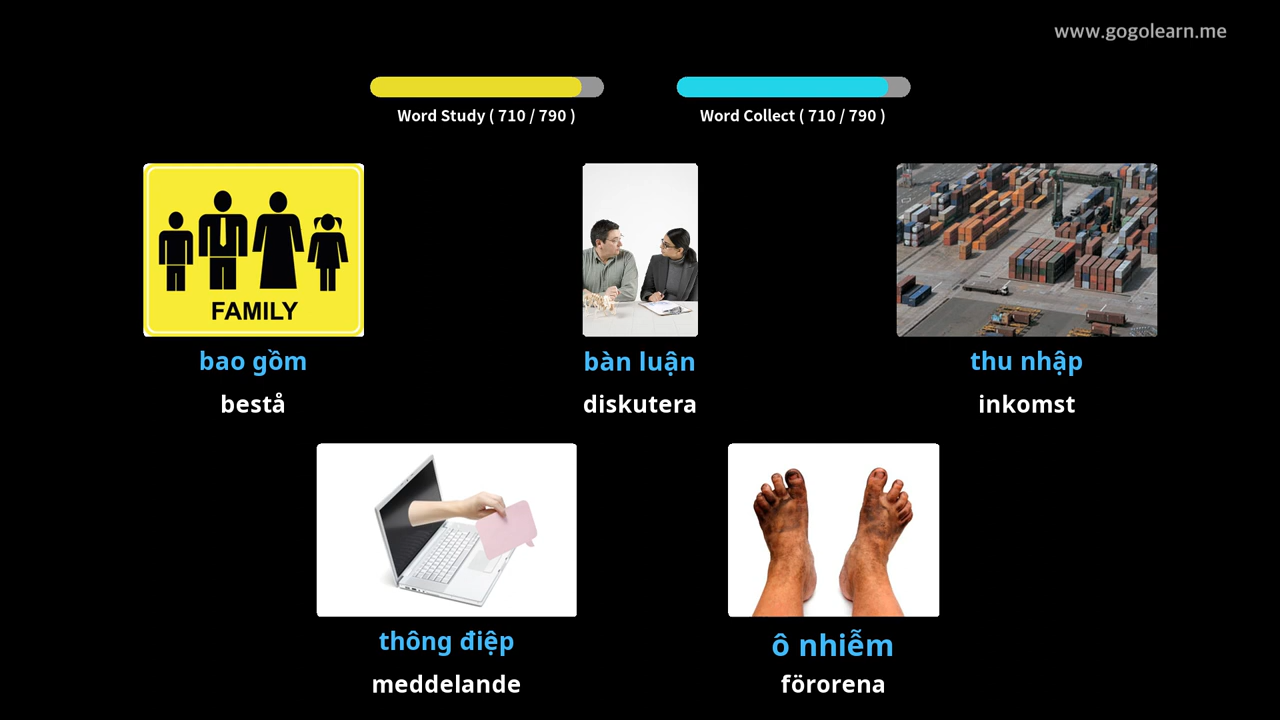 www.gogolearn.me
Word Study ( 710 / 790 )
Word Collect ( 710 / 790 )
FAMILY
bao gồm
bàn luận
thu nhập
bestå
diskutera
inkomst
thông điệp
ô nhiễm
meddelande
förorena